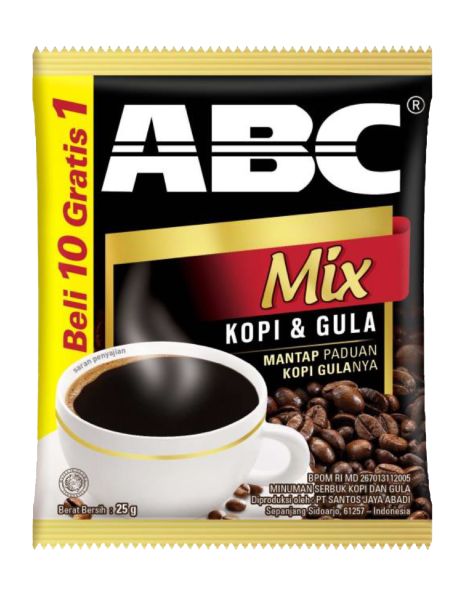 Beli 10 Gratis 1
ABC®
Mix
KOPI & GULA
MANTAP PADUAN
KOPI GULANYA
saran penyajian
BPOM RI MD 267013112005
MINUMAN SERBUK KOPI DAN GULA
Diproduksi oleh : PT SANTOS JAYA ABADI
Sepanjang Sidoarjo, 61257 – Indonesia
Berat Bersih : 25 g